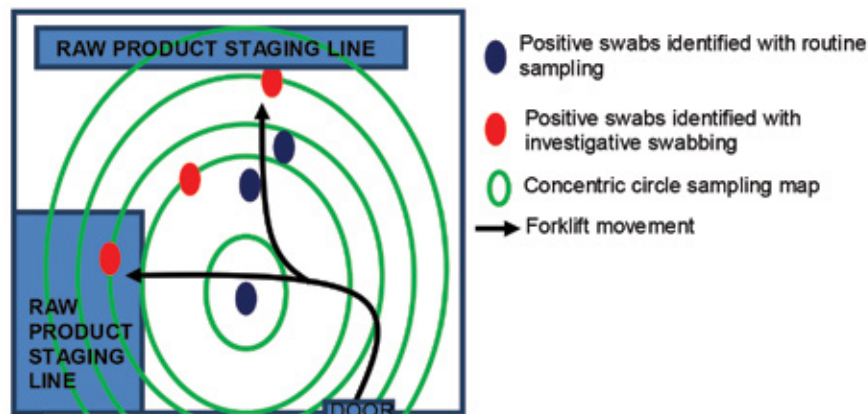 RAW PRODUCT STAGING LINE
RAW
PRODUCT
STAGING
LINE
DOOR
Positive swabs identified with routine
sampling
Positive swabs identified with
investigative swabbing
Concentric circle sampling map
Forklift movement